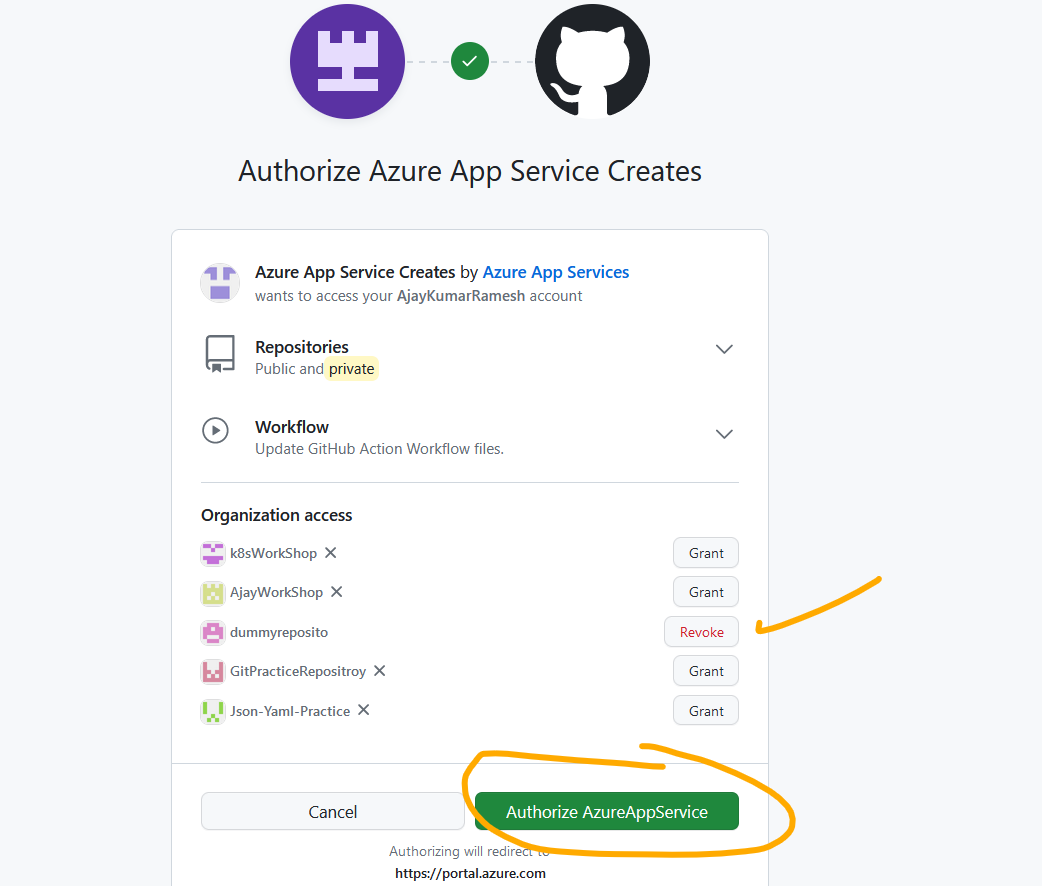 Authorize Azure App Service Creates
Azure App Service Creates by Azure App Services
wants to access your AjayKumarRamesh account
Repositories
Public and private
Workflow
Update GitHub Action Workflow files.
Organization access
k8sWorkShop Grant
AjayWorkShop Grant
dummyreposito Revoke
GitPracticeRepositroy Grant
Json-Yaml-Practice Grant
Cancel Authorize AzureAppService
Authorizing will redirect to
https://portal.azure.com